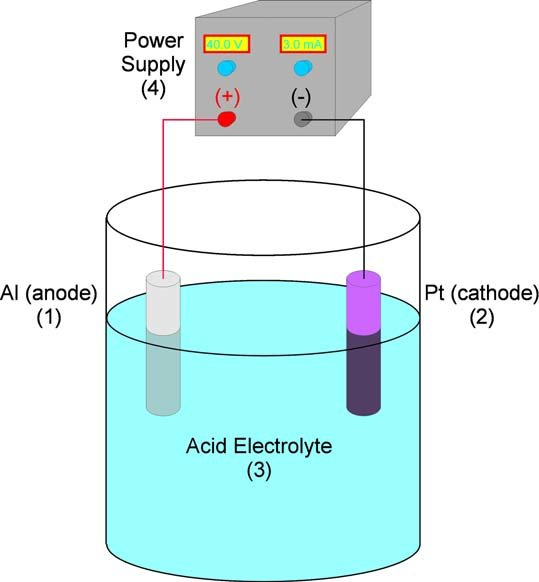 Power
Supply
(4)
40.0 V
3.0 mA
(+)
(-)
Al (anode)
(1)
Pt (cathode)
(2)
Acid Electrolyte
(3)